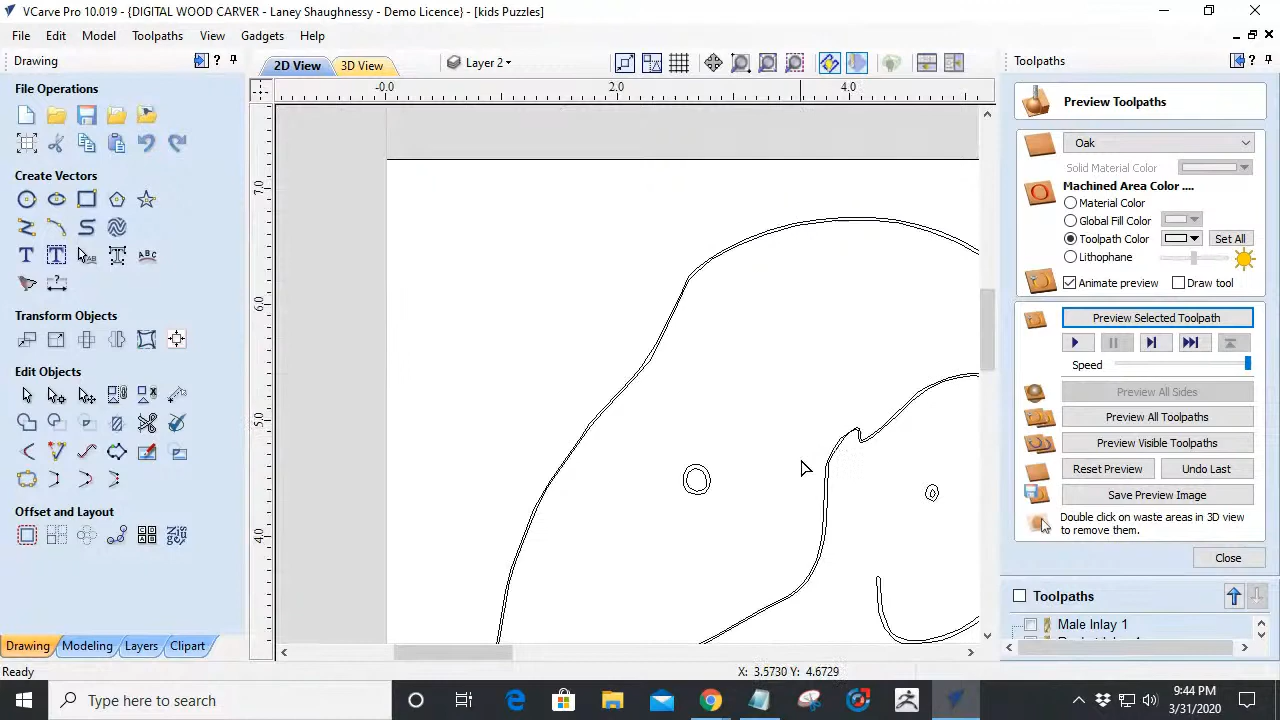 VCarve Pro 10.019 - {DIGITAL WOOD CARVER - Laney Shaughnessy - Demo Licence} - [kids Puzzles]
File Edit Model Toolpaths View Gadgets Help
Drawing
?
2D View
3D View
Layer 2
Toolpaths
?
File Operations
-0.0 2.0 4.0
Preview Toolpaths
Oak
Solid Material Color
Create Vectors
Machined Area Color ....
Material Color
7.0
Global Fill Color
Toolpath Color
Set All
T T T A B C
Lithophane
Animate preview
Draw tool
6.0
Transform Objects
Preview Selected Toolpath
Speed
Edit Objects
Preview All Sides
5.0
Preview All Toolpaths
Preview Visible Toolpaths
Reset Preview
Undo Last
Save Preview Image
Offset and Layout
Double click on waste areas in 3D view
to remove them.
4.0
Close
Toolpaths
Male Inlay 1
Drawing Modeling Layers Clipart
Ready
X: 3.5730 Y: 4.6729
Type here to search
9:44 PM
3/31/2020